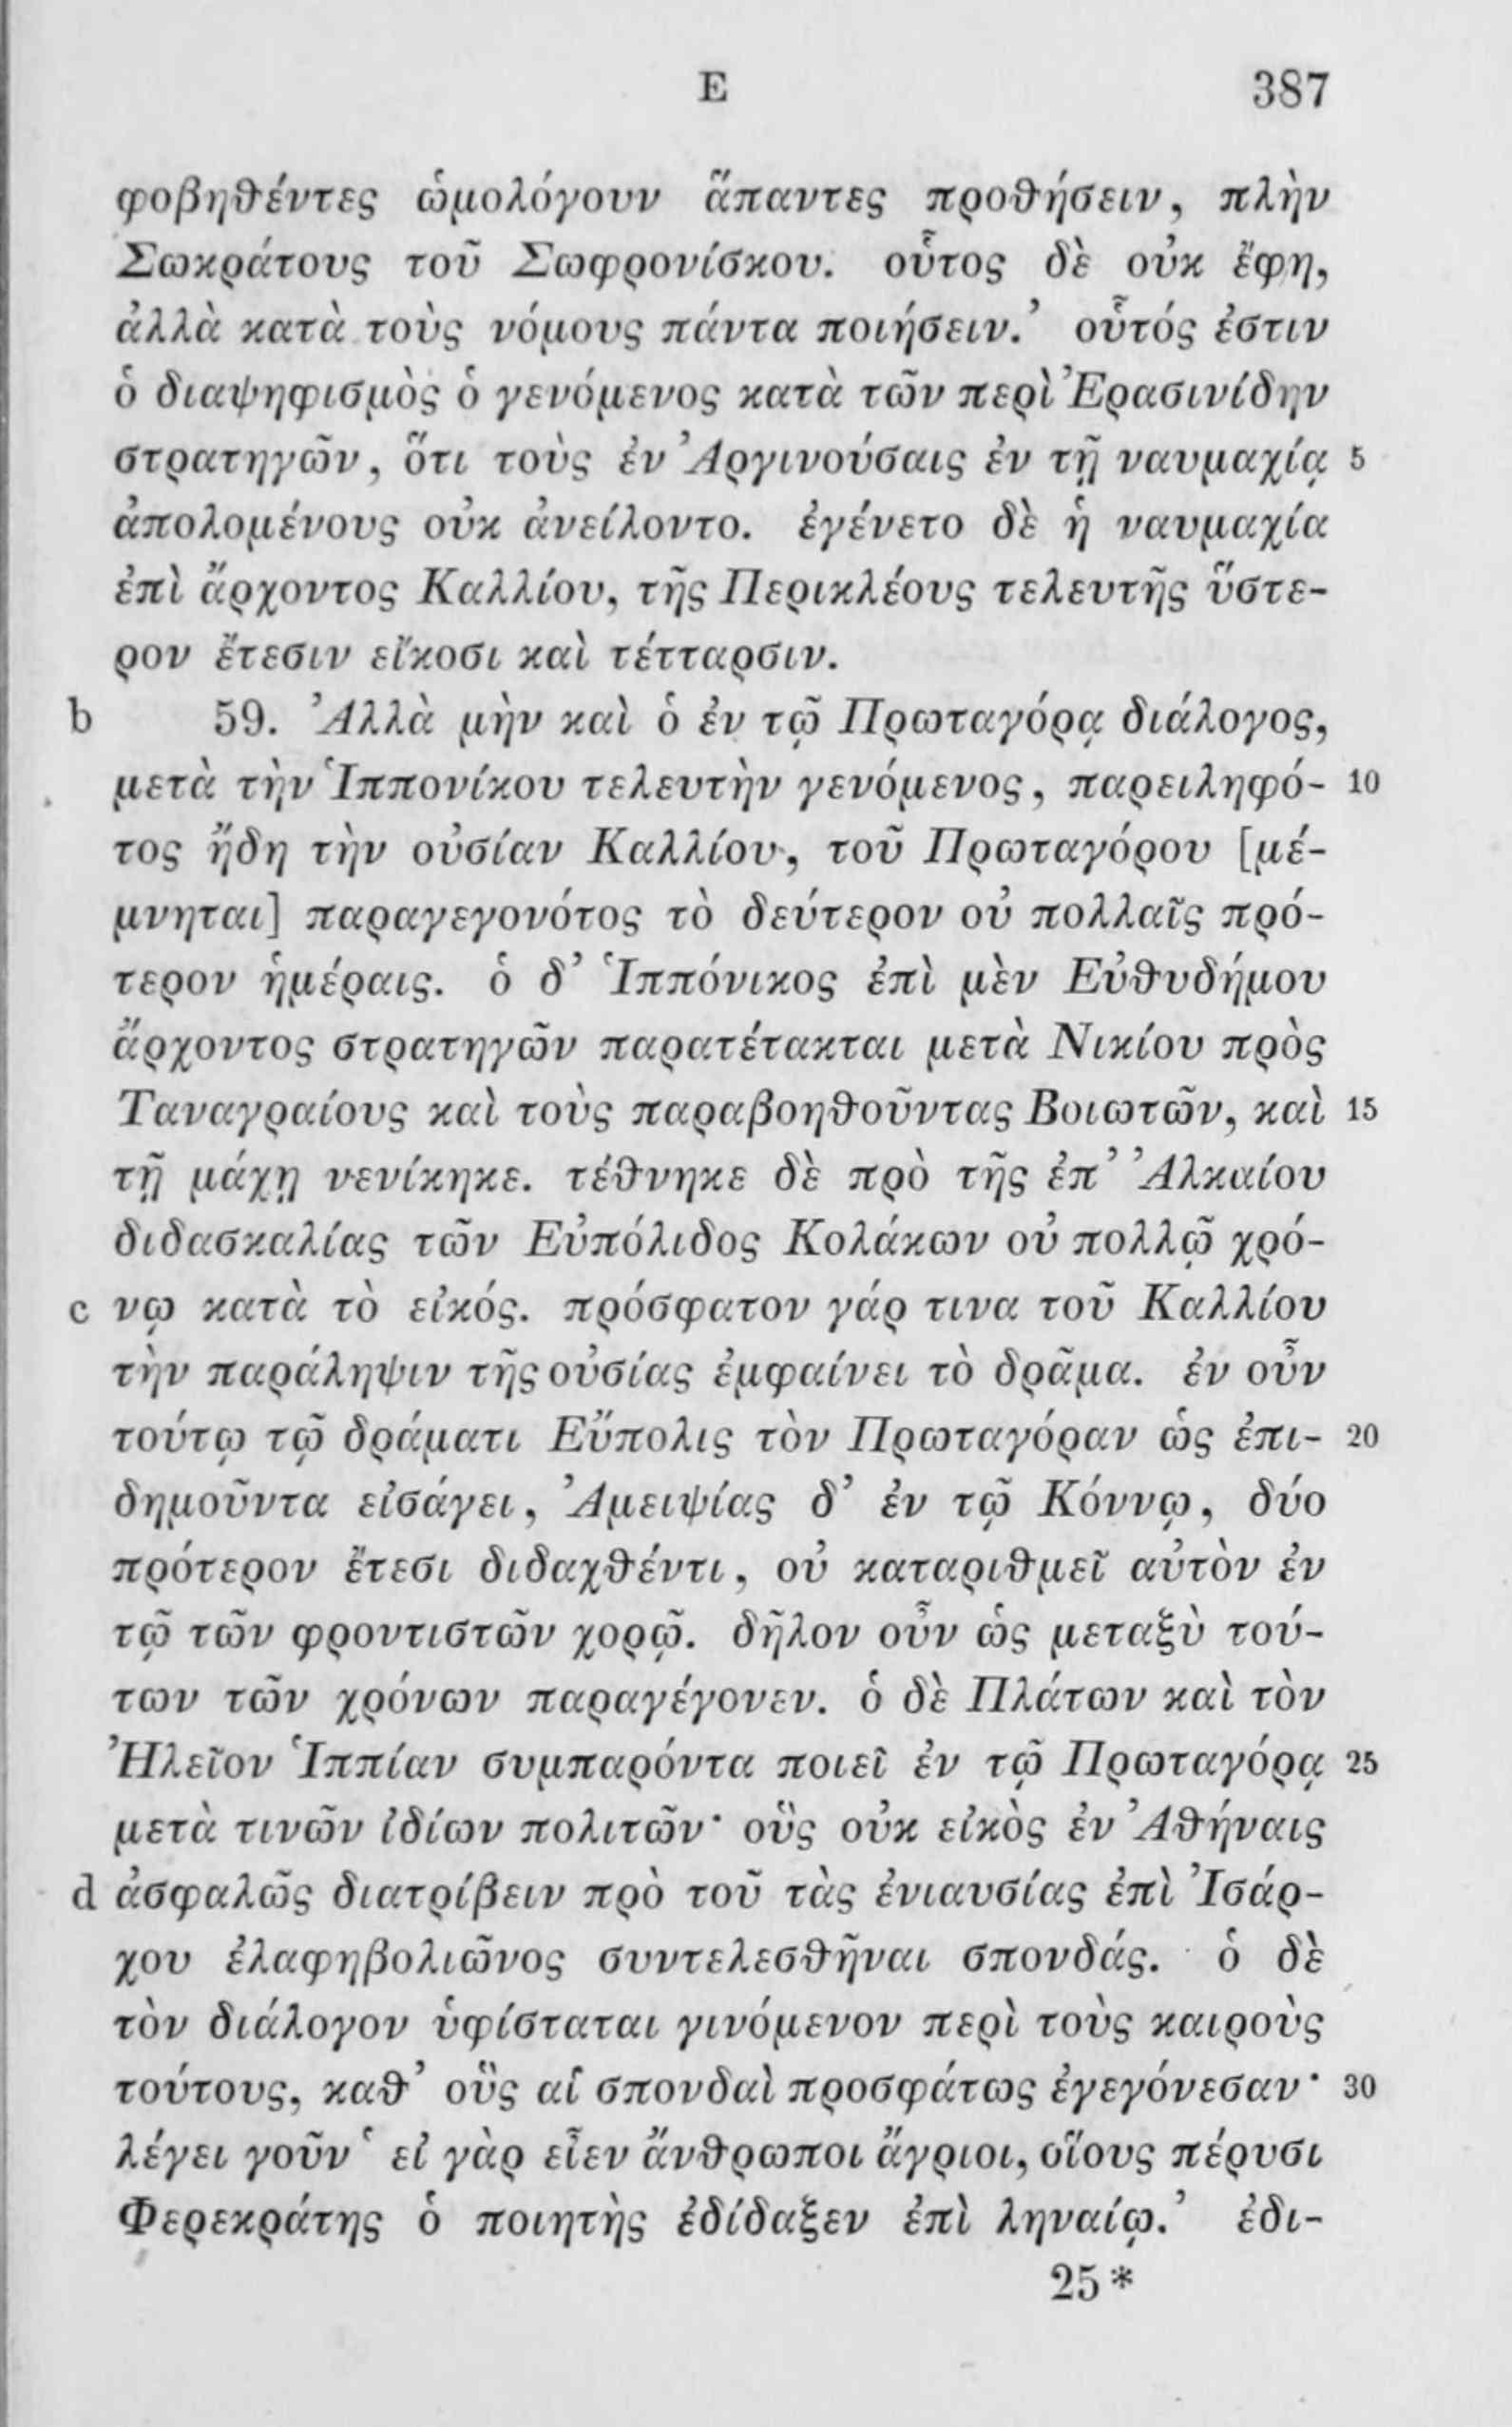 E 387
φοβηθέντες ὡμολόγουν ἅπαντες προθήσειν, πλὴν
Σωκράτους τοῦ Σωφρονίσκου. οὗτος δὲ οὐκ ἔφη,
ἀλλὰ κατὰ τοὺς νόμους πάντα ποιήσειν.’ οὗτός ἐστιν
ὁ διαψηφισμὸς ὁ γενόμενος κατὰ τῶν περὶ Ἐρασινίδην
στρατηγῶν, ὅτι τοὺς ἐν Ἀργινούσαις ἐν τῇ ναυμαχίᾳ 5
ἀπολομένους οὐκ ἀνείλοντο. ἐγένετο δὲ ἡ ναυμαχία
ἐπὶ ἄρχοντος Καλλίου, τῆς Περικλέους τελευτῆς ὕστε-
ρον ἔτεσιν εἴκοσι καὶ τέτταρσιν.
b 59. Ἀλλὰ μὴν καὶ ὁ ἐν τῷ Πρωταγόρᾳ διάλογος,
μετὰ τὴν Ἱππονίκου τελευτὴν γενόμενος, παρειληφό- 10
τος ἤδη τὴν οὐσίαν Καλλίου, τοῦ Πρωταγόρου [μέ-
μνηται] παραγεγονότος τὸ δεύτερον οὐ πολλαῖς πρό-
τερον ἡμέραις. ὁ δ’ Ἱππόνικος ἐπὶ μὲν Εὐθυδήμου
ἄρχοντος στρατηγῶν παρατέτακται μετὰ Νικίου πρὸς
Ταναγραίους καὶ τοὺς παραβοηθοῦντας Βοιωτῶν, καὶ 15
τῇ μάχῃ νενίκηκε. τέθνηκε δὲ πρὸ τῆς ἐπ’ Ἀλκαίου
διδασκαλίας τῶν Εὐπόλιδος Κολάκων οὐ πολλῷ χρό-
c νῳ κατὰ τὸ εἰκός. πρόσφατον γάρ τινα τοῦ Καλλίου
τὴν παράληψιν τῆς οὐσίας ἐμφαίνει τὸ δρᾶμα. ἐν οὖν
τούτῳ τῷ δράματι Εὔπολις τὸν Πρωταγόραν ὡς ἐπι- 20
δημοῦντα εἰσάγει, Ἀμειψίας δ’ ἐν τῷ Κόννῳ, δύο
πρότερον ἔτεσι διδαχθέντι, οὐ καταριθμεῖ αὐτὸν ἐν
τῷ τῶν φροντιστῶν χορῷ. δῆλον οὖν ὡς μεταξὺ τού-
των τῶν χρόνων παραγέγονεν. ὁ δὲ Πλάτων καὶ τὸν
Ἠλεῖον Ἱππίαν συμπαρόντα ποιεῖ ἐν τῷ Πρωταγόρᾳ 25
μετὰ τινῶν ἰδίων πολιτῶν· οὓς οὐκ εἰκὸς ἐν Ἀθήναις
d ἀσφαλῶς διατρίβειν πρὸ τοῦ τὰς ἐνιαυσίας ἐπὶ Ἰσάρ-
χου ἐλαφηβολιῶνος συντελεσθῆναι σπονδάς. ὁ δὲ
τὸν διάλογον ὑφίσταται γινόμενον περὶ τοὺς καιροὺς
τούτους, καθ’ οὓς αἱ σπονδαὶ προσφάτως ἐγεγόνεσαν· 30
λέγει γοῦν ‘εἰ γὰρ εἶεν ἄνθρωποι ἄγριοι, οἵους πέρυσι
Φερεκράτης ὁ ποιητὴς ἐδίδαξεν ἐπὶ ληναίῳ.’ ἐδι-
25*